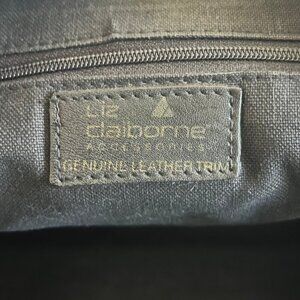 Liz
claiborne
ACCESSORIES
GENUINE LEATHER TRIM